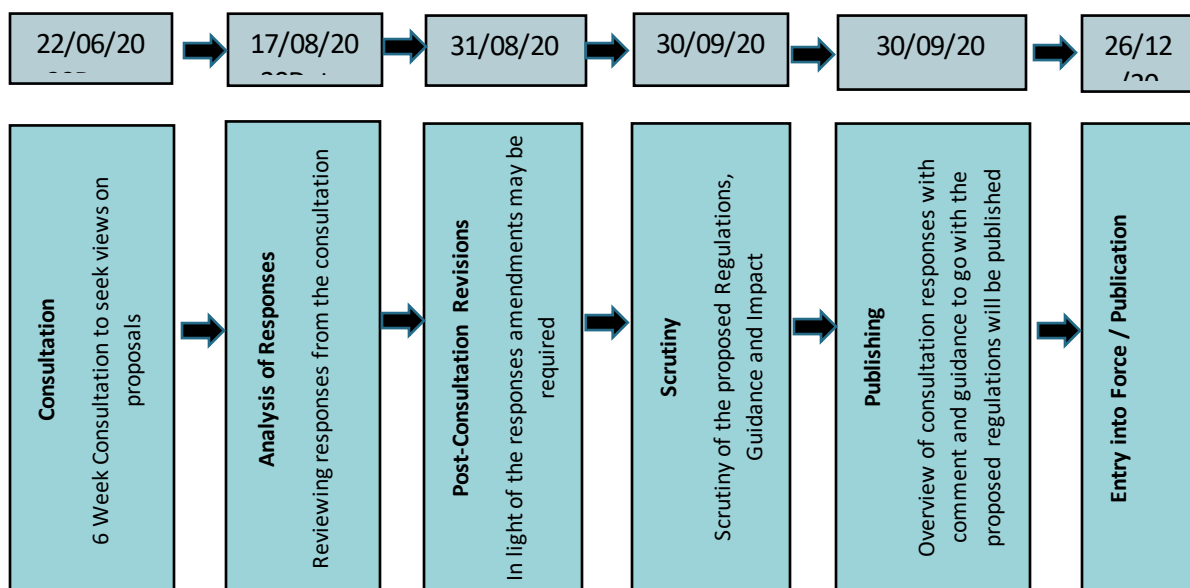 22/06/20
17/08/20
31/08/20
30/09/20
30/09/20
26/12
/20
Consultation
6 Week Consultation to seek views on
proposals
Analysis of Responses
Reviewing responses from the consultation
Post-Consultation Revisions
In light of the responses amendments may be
required
Scrutiny
Scrutiny of the proposed Regulations,
Guidance and Impact
Publishing
Overview of consultation responses with
comment and guidance to go with the
proposed regulations will be published
Entry into Force / Publication